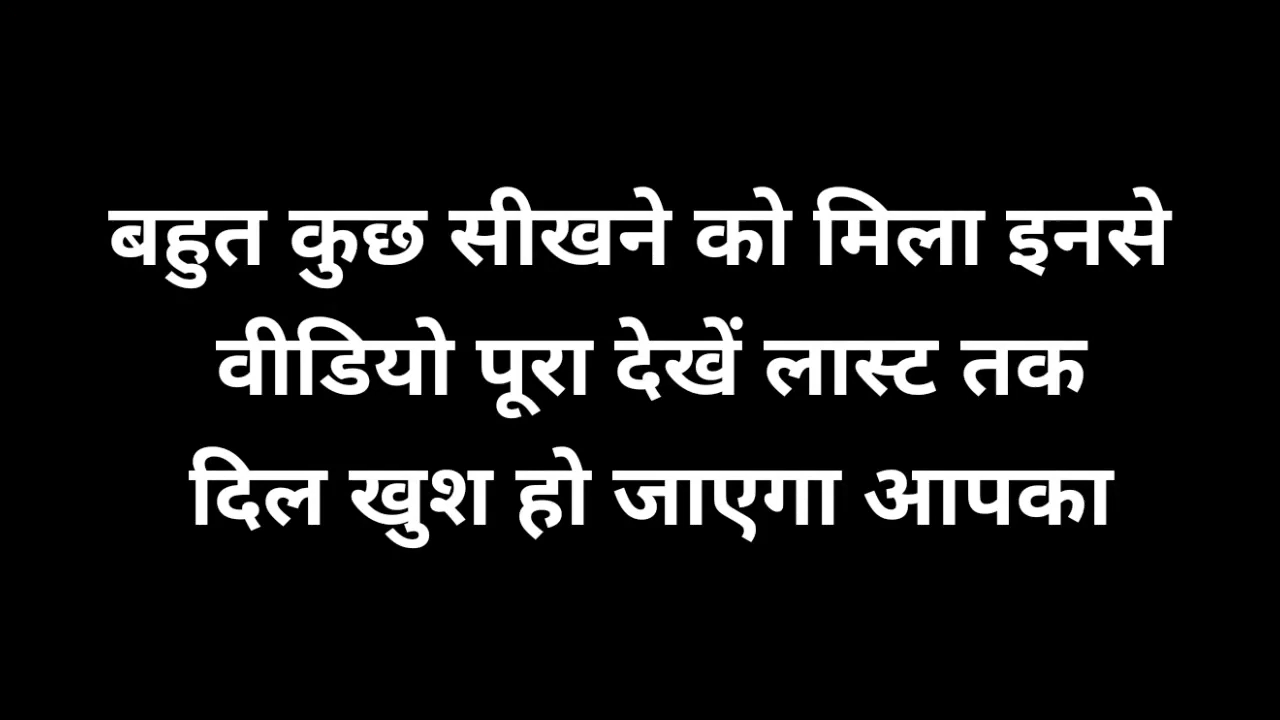 बहुत कुछ सीखने को मिला इनसे
वीडियो पूरा देखें लास्ट तक
दिल खुश हो जाएगा आपका